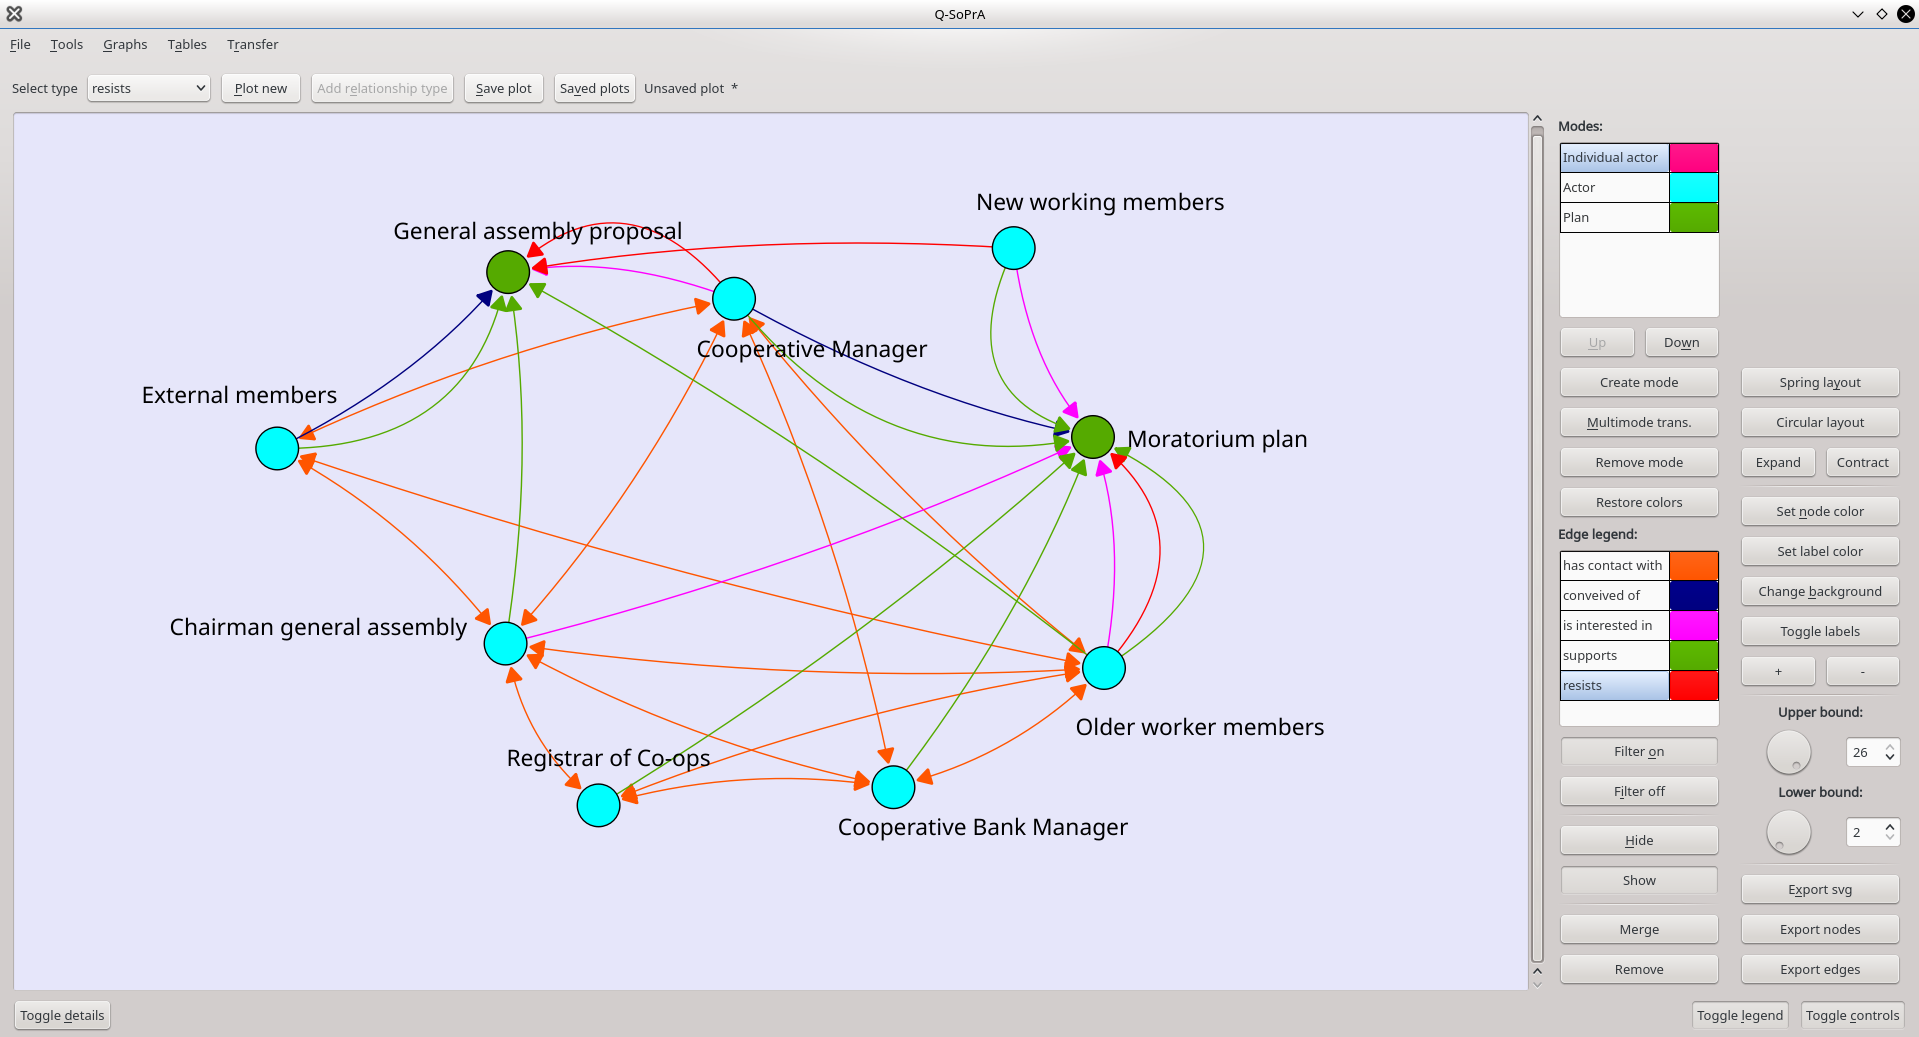 Q-SoPrA
File Tools Graphs Tables Transfer
Select type resists Plot new Add relationship type Save plot Saved plots Unsaved plot *
New working members
General assembly proposal
Cooperative Manager
External members
Moratorium plan
Chairman general assembly
Older worker members
Registrar of Co-ops
Cooperative Bank Manager
Modes:
Individual actor
Actor
Plan
Up Down
Create mode Spring layout
Multimode trans. Circular layout
Remove mode Expand Contract
Restore colors Set node color
Edge legend: Set label color
has contact with
conveived of Change background
is interested in Toggle labels
supports + -
resists
Upper bound:
Filter on 26
Filter off Lower bound:
Hide 2
Show Export svg
Merge Export nodes
Remove Export edges
Toggle details Toggle legend Toggle controls